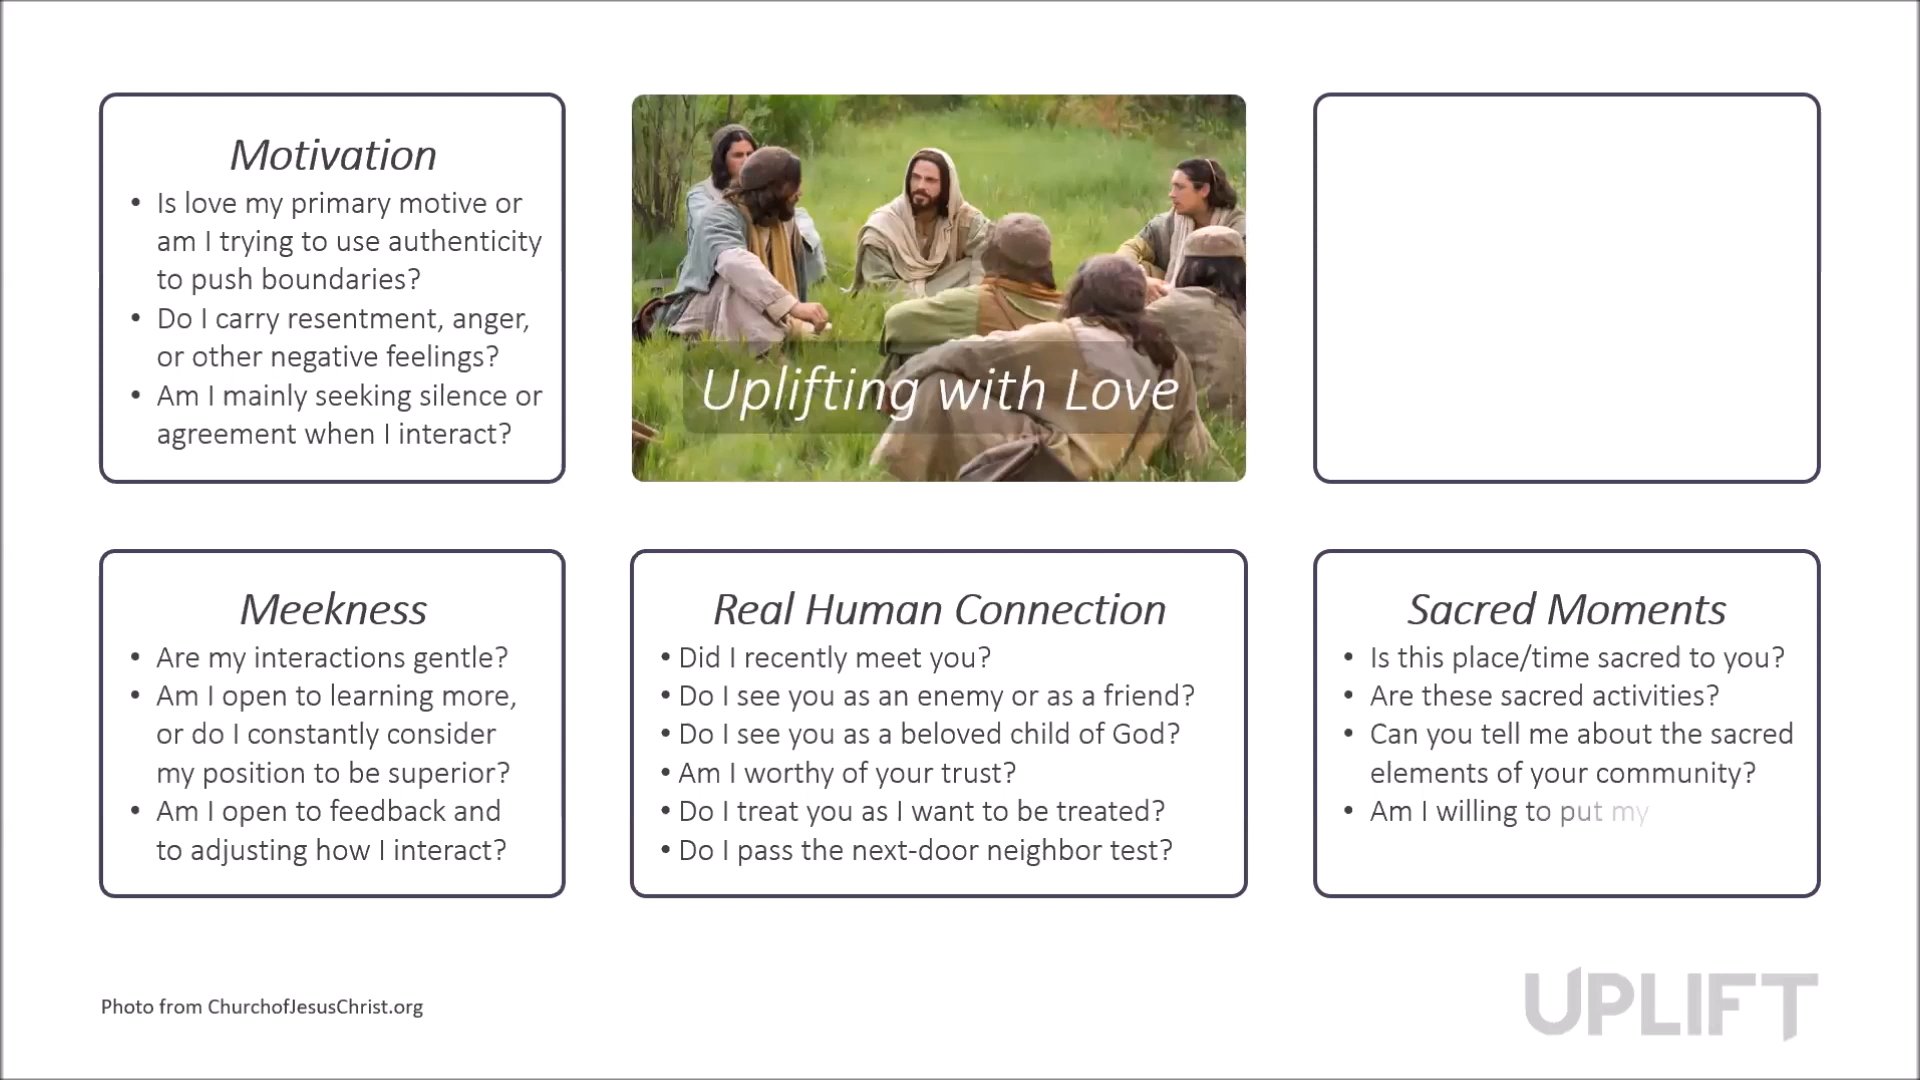 Motivation
• Is love my primary motive or
am I trying to use authenticity
to push boundaries?
• Do I carry resentment, anger,
or other negative feelings?
• Am I mainly seeking silence or
agreement when I interact?
Uplifting with Love
Meekness
• Are my interactions gentle?
• Am I open to learning more,
or do I constantly consider
my position to be superior?
• Am I open to feedback and
to adjusting how I interact?
Real Human Connection
• Did I recently meet you?
• Do I see you as an enemy or as a friend?
• Do I see you as a beloved child of God?
• Am I worthy of your trust?
• Do I treat you as I want to be treated?
• Do I pass the next-door neighbor test?
Sacred Moments
• Is this place/time sacred to you?
• Are these sacred activities?
• Can you tell me about the sacred
elements of your community?
• Am I willing to put my
Photo from ChurchofJesusChrist.org
UPLIFT